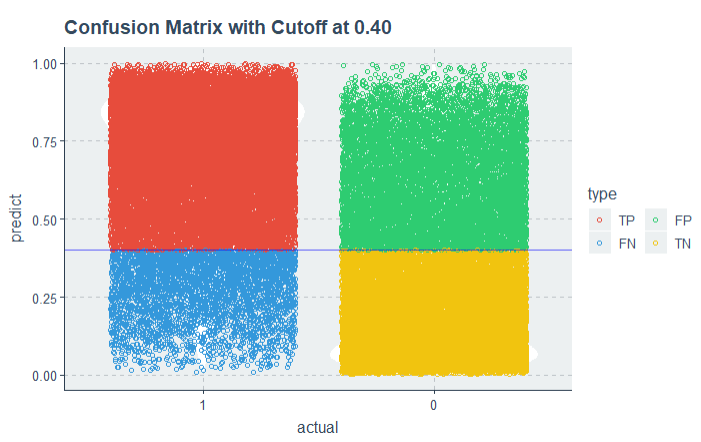 Confusion Matrix with Cutoff at 0.40
1.00
0.75
0.50
0.25
0.00
predict
1
0
actual
type
TP
FP
FN
TN